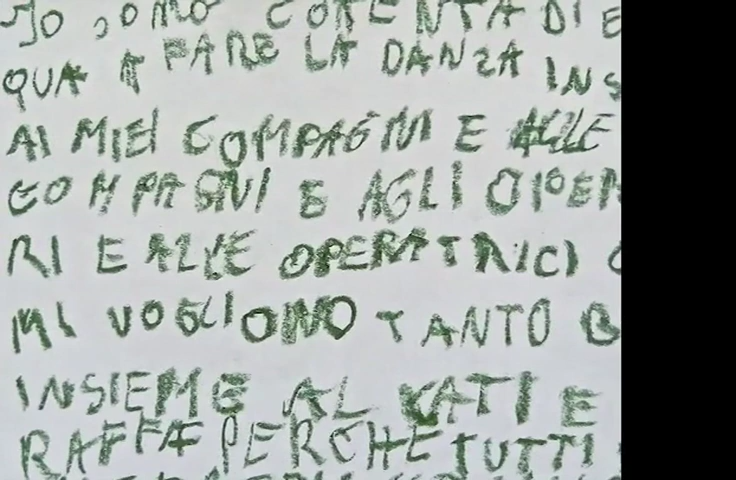 IO SOMO CONTENTA DI E
QUA A FARE LA DANZA INS
AI MIEI COMPAGNI E ALLE
COMPAGNI E AGLI OPER
RI E ALLE OPERATRICI C
MI VOGLIONO TANTO B
INSIEME AL KATI E
RAFFA PERCHE TUTTI